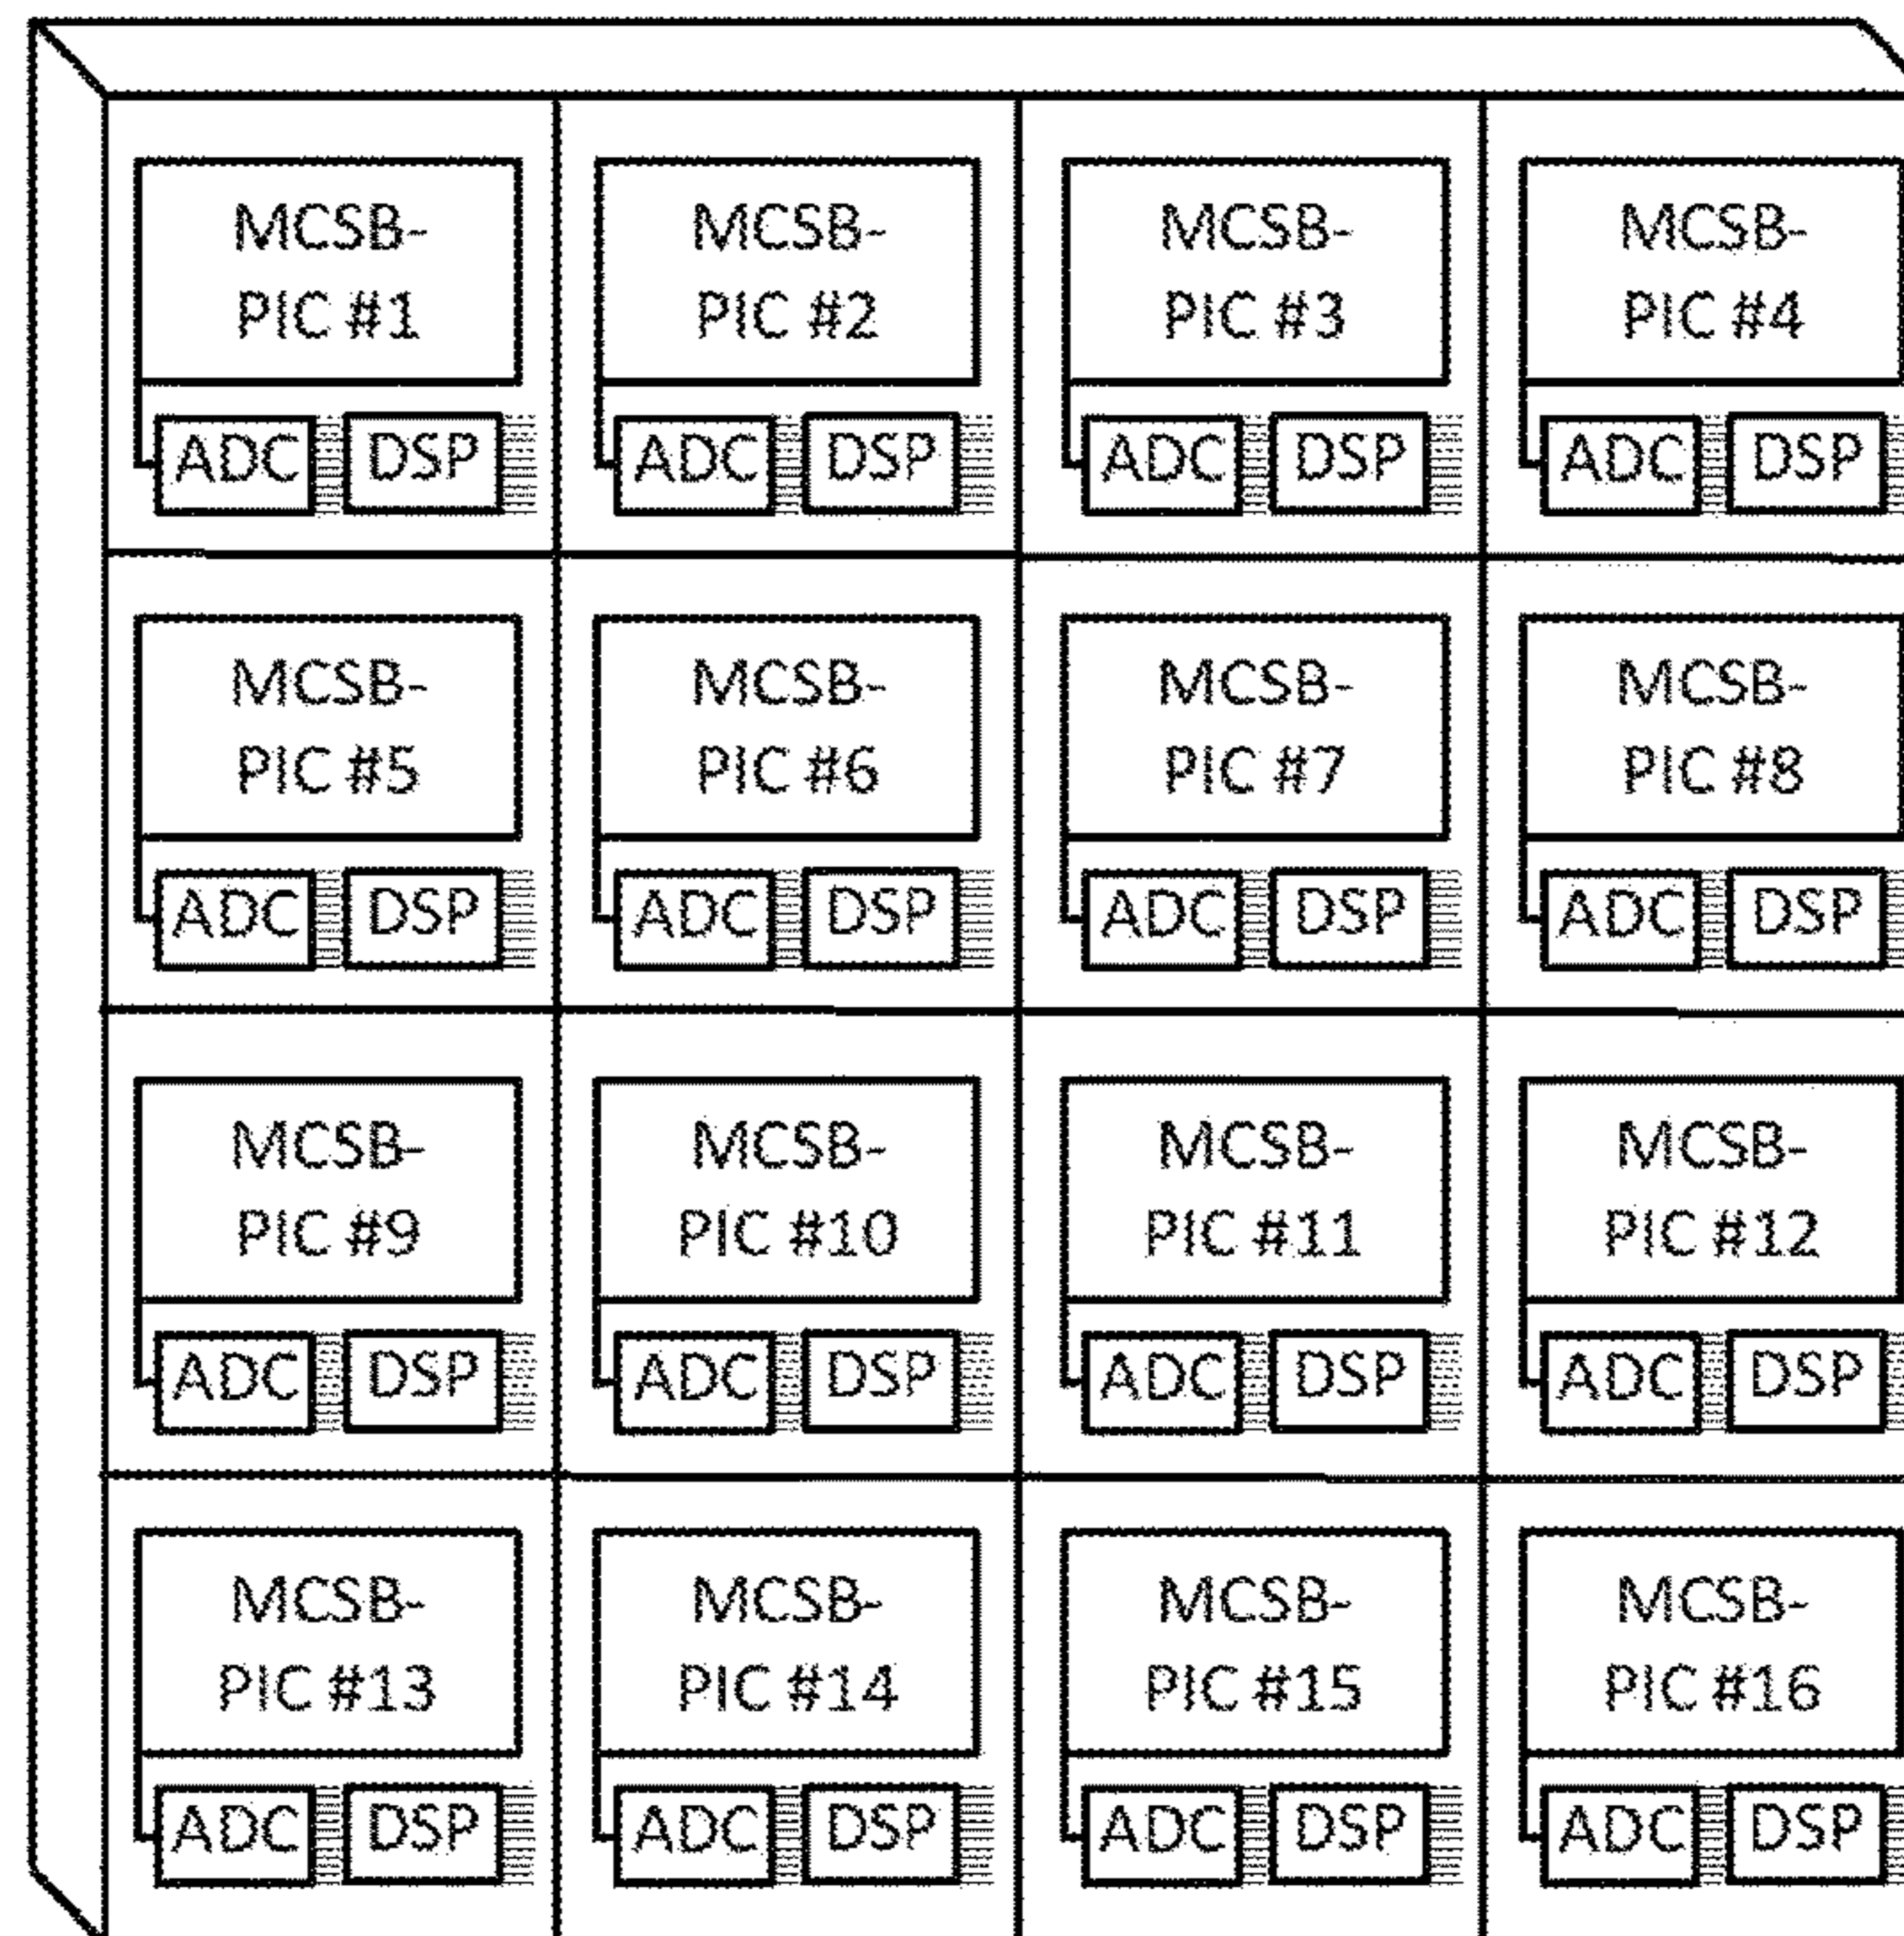 MCSB-
PIC #1
ADC DSP
MCSB-
PIC #2
ADC DSP
MCSB-
PIC #3
ADC DSP
MCSB-
PIC #4
ADC DSP
MCSB-
PIC #5
ADC DSP
MCSB-
PIC #6
ADC DSP
MCSB-
PIC #7
ADC DSP
MCSB-
PIC #8
ADC DSP
MCSB-
PIC #9
ADC DSP
MCSB-
PIC #10
ADC DSP
MCSB-
PIC #11
ADC DSP
MCSB-
PIC #12
ADC DSP
MCSB-
PIC #13
ADC DSP
MCSB-
PIC #14
ADC DSP
MCSB-
PIC #15
ADC DSP
MCSB-
PIC #16
ADC DSP